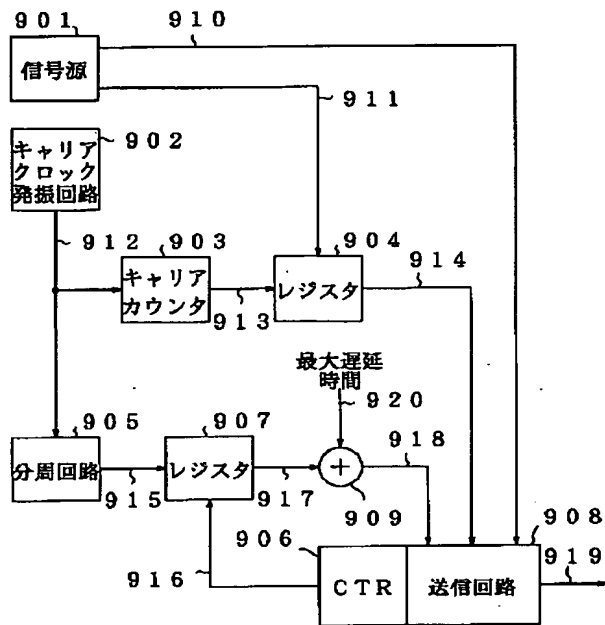 901
910
信号源
911
キャリア
クロック
発振回路
902
912
903
904
914
キャリア
カウンタ
913
レジスタ
最大遅延
時間
920
905
907
918
分周回路
915
レジスタ
917
+
909
908
906
919
916
CTR
送信回路